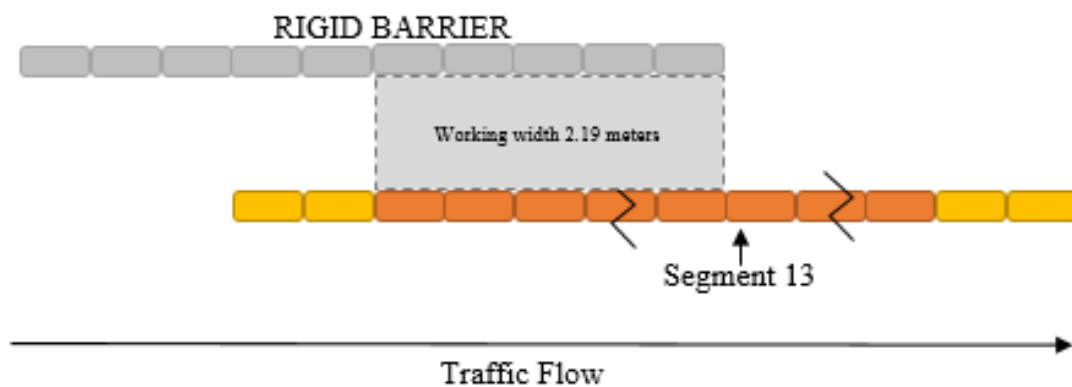 RIGID BARRIER
Working width 2.19 meters
Segment 13
Traffic Flow